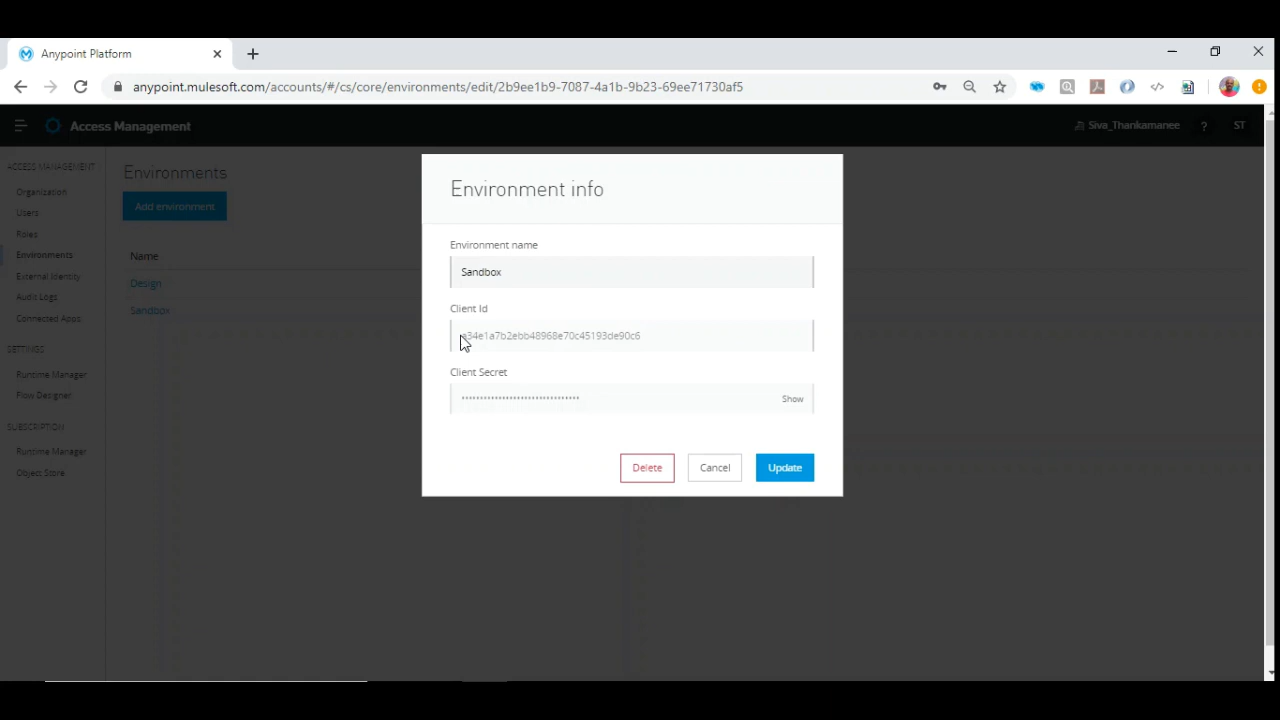 Anypoint Platform
anypoint.mulesoft.com/accounts/#/cs/core/environments/edit/2b9ee1b9-7087-4a1b-9b23-69ee71730af5
Access Management
Siva_Thankamanee ? ST
ACCESS MANAGEMENT
Organization
Users
Roles
Environments
External Identity
Audit Logs
Connected Apps
SETTINGS
Runtime Manager
Flow Designer
SUBSCRIPTION
Runtime Manager
Object Store
Environments
Add environment
Name
Design
Sandbox
Environment info
Environment name
Sandbox
Client Id
a34e1a7b2ebb48968e70c45193de90c6
Client Secret
•••••••••••••••••••••••••••••••• Show
Delete Cancel Update